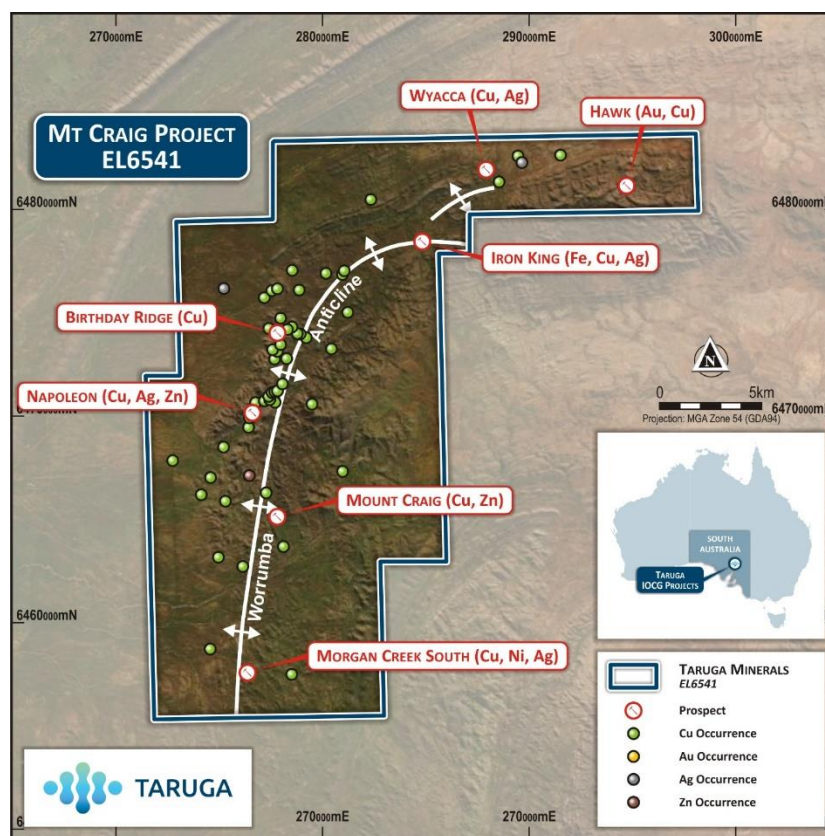 270000mE
280000mE
290000mE
300000mE
MT CRAIG PROJECT
EL6541
WYACCA (Cu, Ag)
HAWK (Au, Cu)
6480000mN
6480000mN
IRON KING (Fe, Cu, Ag)
Anticline
BIRTHDAY RIDGE (Cu)
NAPOLEON (Cu, Ag, Zn)
N
0 5km
6470000mN
Projection: MGA Zone 54 (GDA94)
MOUNT CRAIG (Cu, Zn)
Worrumba
6460000mN
MORGAN CREEK SOUTH (Cu, Ni, Ag)
SOUTH
AUSTRALIA
TARUGA
IOCG PROJECTS
TARUGA MINERALS
EL6541
Prospect
Cu Occurrence
Au Occurrence
Ag Occurrence
Zn Occurrence
TARUGA
270000mE
270000mE